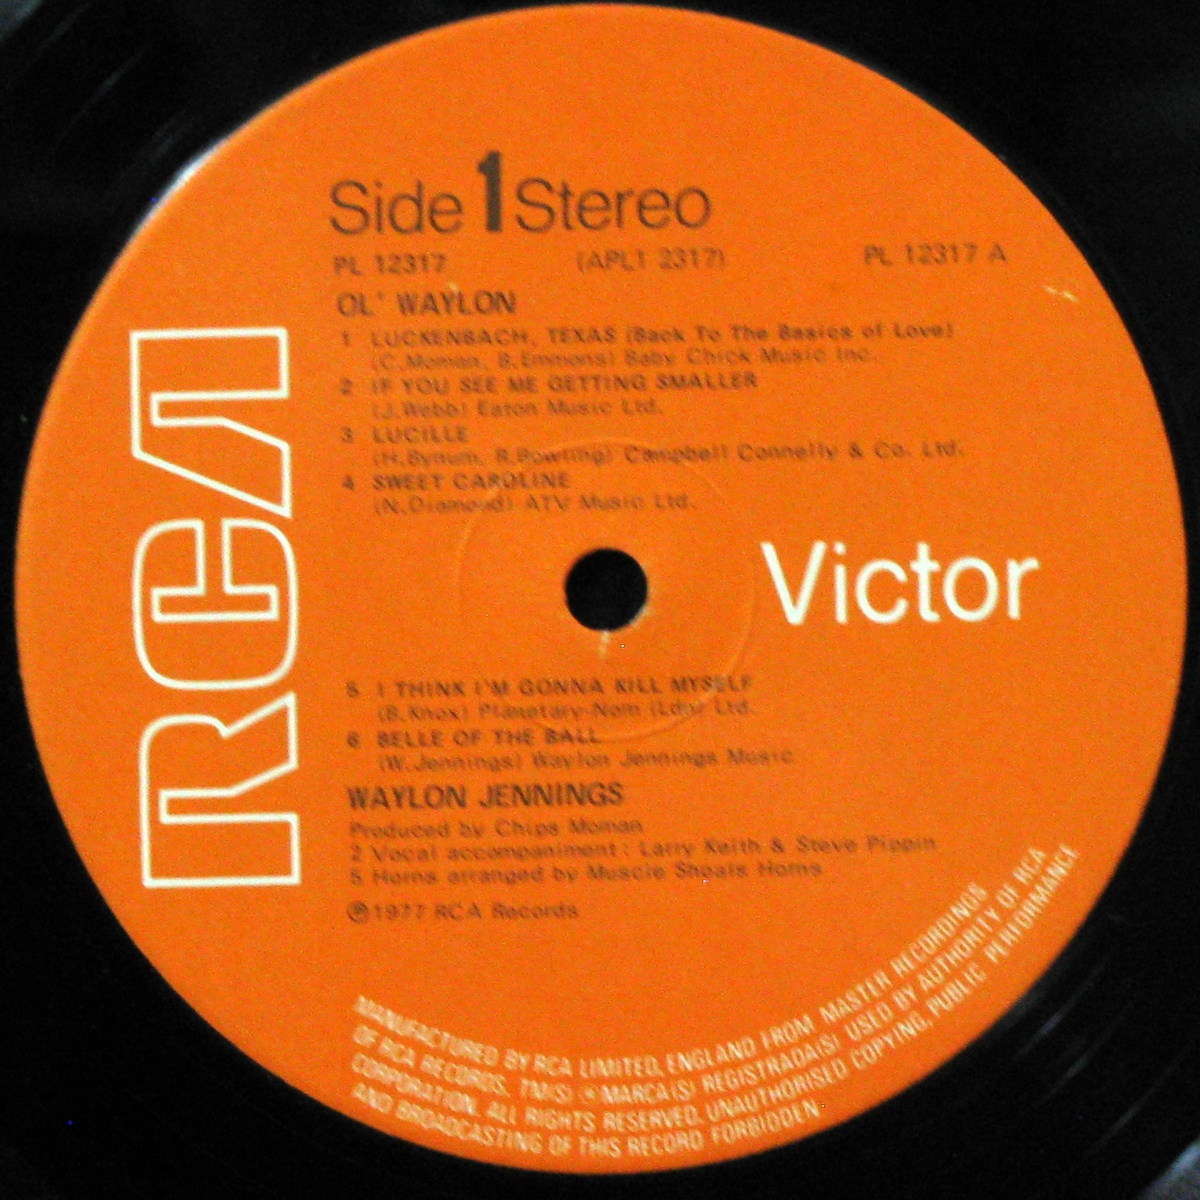 Side 1 Stereo
PL 12317 (APL1 2317) PL 12317 A
OL' WAYLON
1 LUCKENBACH, TEXAS (Back To The Basics of Love)
(C.Moman, B.Emmons) Baby Chick Music Inc.
2 IF YOU SEE ME GETTING SMALLER
(J.Webb) Eaton Music Ltd.
3 LUCILLE
(H.Bynum, R.Bowling) Campbell Connelly & Co. Ltd.
4 SWEET CAROLINE
(N.Diamond) ATV Music Ltd.
RCA
Victor
5 I THINK I'M GONNA KILL MYSELF
(B.Knox) Planetary-Nom (Ldn) Ltd.
6 BELLE OF THE BALL
(W.Jennings) Waylon Jennings Music
WAYLON JENNINGS
Produced by Chips Moman
2 Vocal accompaniment: Larry Keith & Steve Pippin
5 Horns arranged by Muscle Shoals Horns
℗1977 RCA Records
MANUFACTURED BY RCA LIMITED, ENGLAND FROM MASTER RECORDINGS
OF RCA RECORDS. TM(S) ® MARCA(S) REGISTRADA(S) USED BY AUTHORITY OF RCA
CORPORATION. ALL RIGHTS RESERVED. UNAUTHORISED COPYING, PUBLIC PERFORMANCE
AND BROADCASTING OF THIS RECORD FORBIDDEN